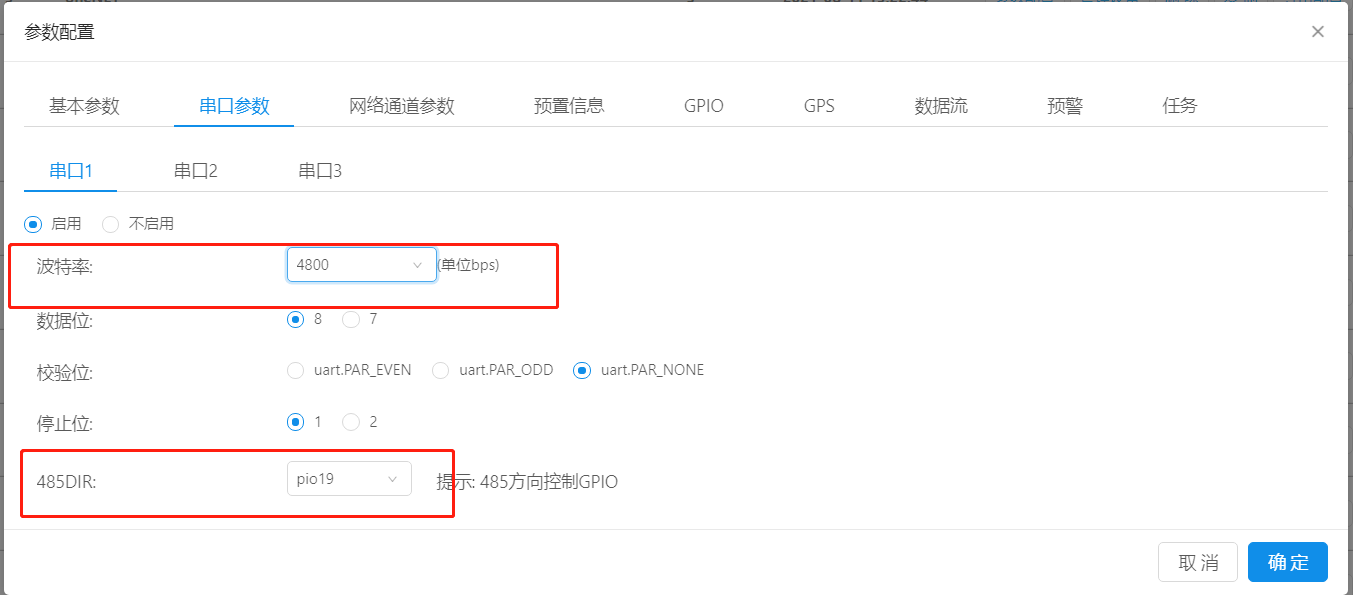 参数配置
基本参数 串口参数 网络通道参数 预置信息 GPIO GPS 数据流 预警 任务
串口1 串口2 串口3
启用 不启用
波特率: 4800 (单位bps)
数据位: 8 7
校验位: uart.PAR_EVEN uart.PAR_ODD uart.PAR_NONE
停止位: 1 2
485DIR: pio19 提示: 485方向控制GPIO
取消 确定